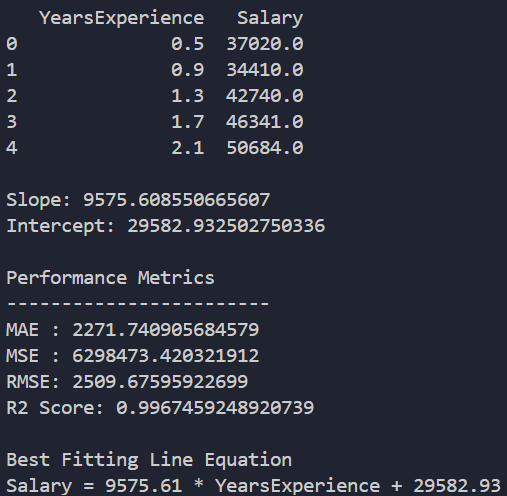 YearsExperience Salary
0 0.5 37020.0
1 0.9 34410.0
2 1.3 42740.0
3 1.7 46341.0
4 2.1 50684.0
Slope: 9575.608550665607
Intercept: 29582.932502750336
Performance Metrics
------------------------
MAE : 2271.740905684579
MSE : 6298473.420321912
RMSE: 2509.67595922699
R2 Score: 0.9967459248920739
Best Fitting Line Equation
Salary = 9575.61 * YearsExperience + 29582.93